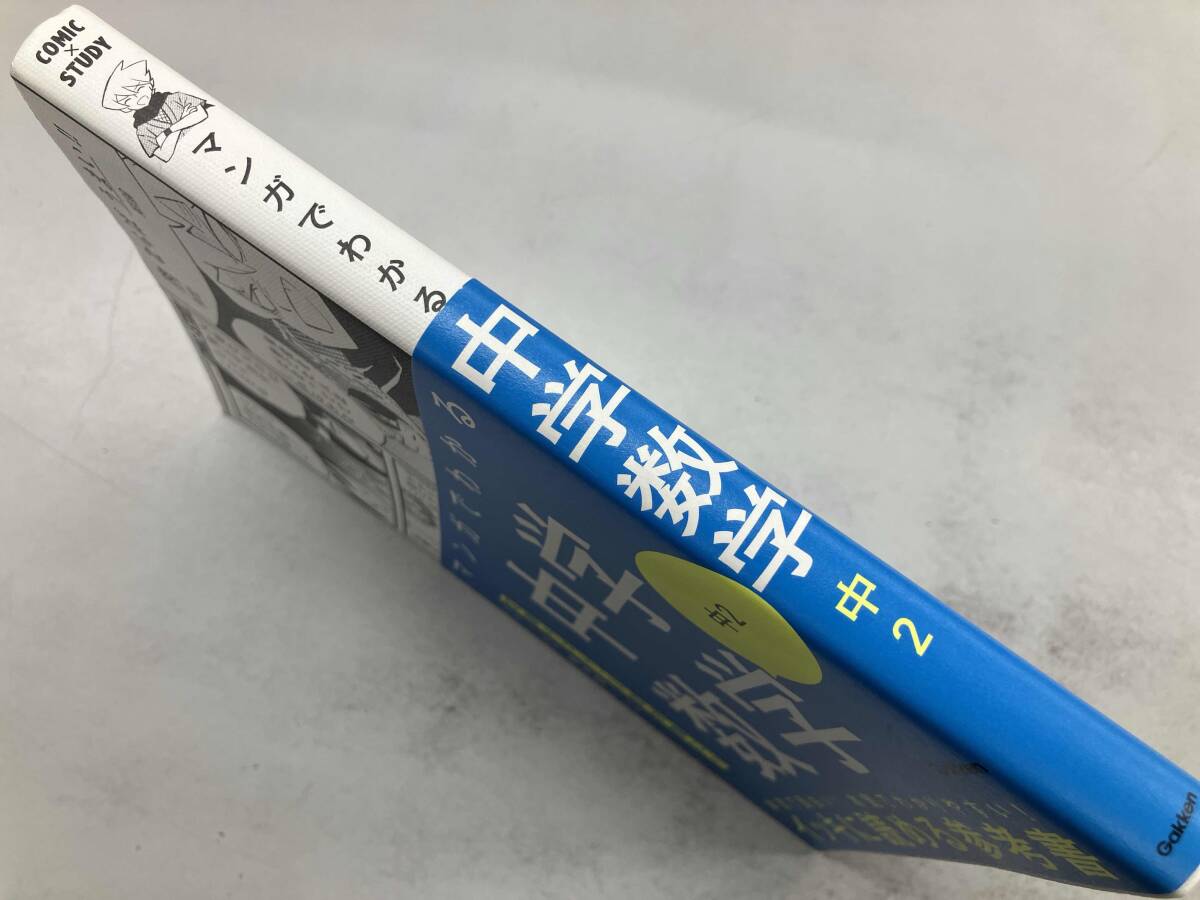 COMIC
×
STUDY
マンガでわかる
中学数学
中2
Gakken
マンガでわかる
中学
数学
中2